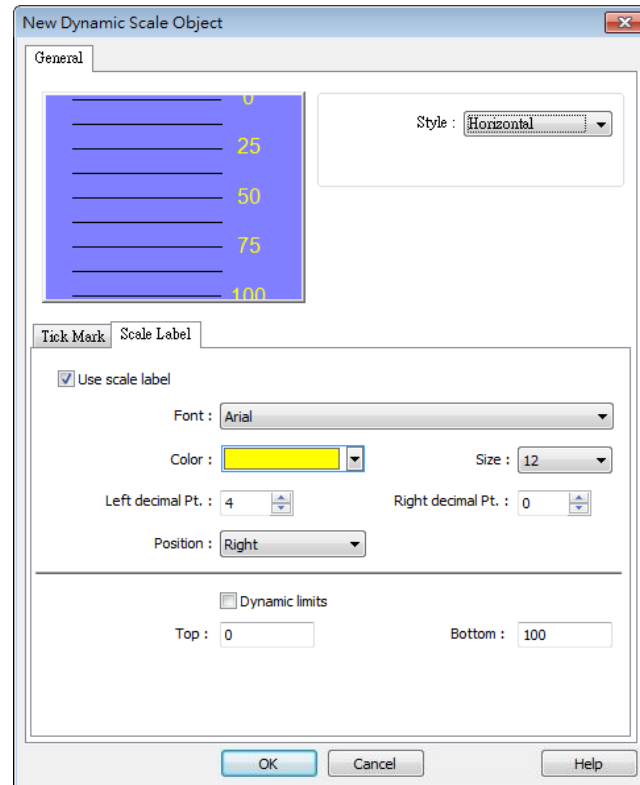 New Dynamic Scale Object
General
0
25
50
75
100
Style : Horizontal
Tick Mark Scale Label
Use scale label
Font : Arial
Color : Size : 12
Left decimal Pt. : 4 Right decimal Pt. : 0
Position : Right
Dynamic limits
Top : 0 Bottom : 100
OK Cancel Help